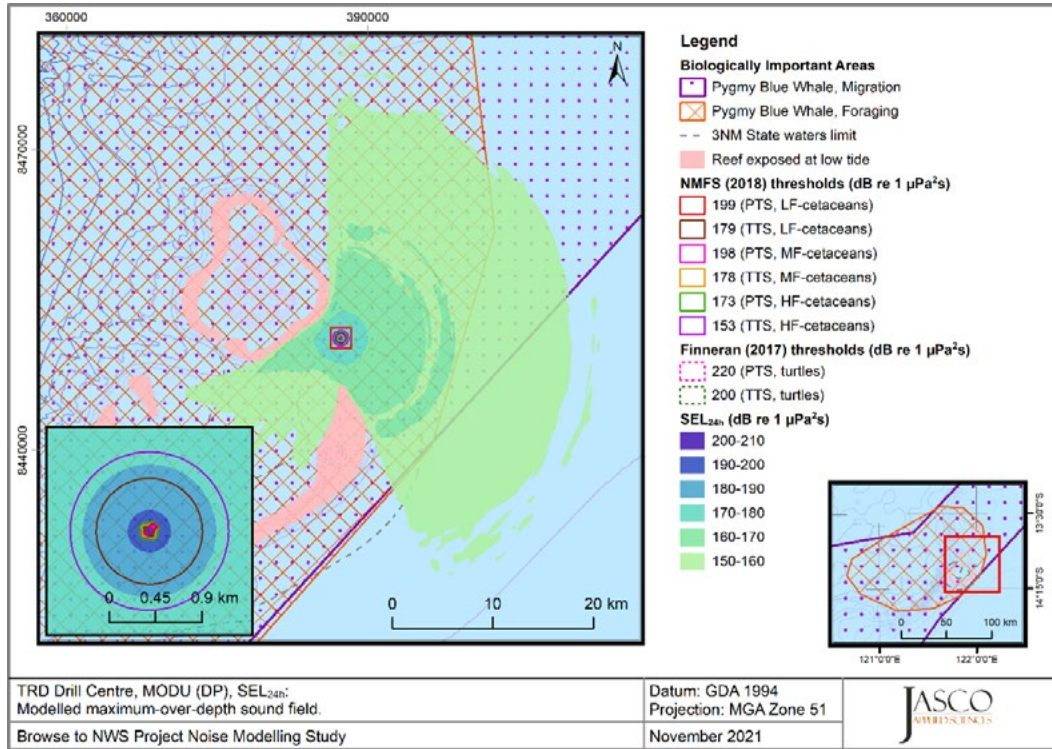 360000
390000
8470000
8440000
N
0 0.45 0.9 km
0 10 20 km
Legend
Biologically Important Areas
Pygmy Blue Whale, Migration
Pygmy Blue Whale, Foraging
3NM State waters limit
Reef exposed at low tide
NMFS (2018) thresholds (dB re 1 µPa²s)
199 (PTS, LF-cetaceans)
179 (TTS, LF-cetaceans)
198 (PTS, MF-cetaceans)
178 (TTS, MF-cetaceans)
173 (PTS, HF-cetaceans)
153 (TTS, HF-cetaceans)
Finneran (2017) thresholds (dB re 1 µPa²s)
220 (PTS, turtles)
200 (TTS, turtles)
SEL24h (dB re 1 µPa²s)
200-210
190-200
180-190
170-180
160-170
150-160
13°30'S
14°15'S
0 50 100 km
121°0'0"E
122°0'0"E
TRD Drill Centre, MODU (DP), SEL24h:
Modelled maximum-over-depth sound field.
Browse to NWS Project Noise Modelling Study
Datum: GDA 1994
Projection: MGA Zone 51
November 2021
JASCO
APPLIED SCIENCES